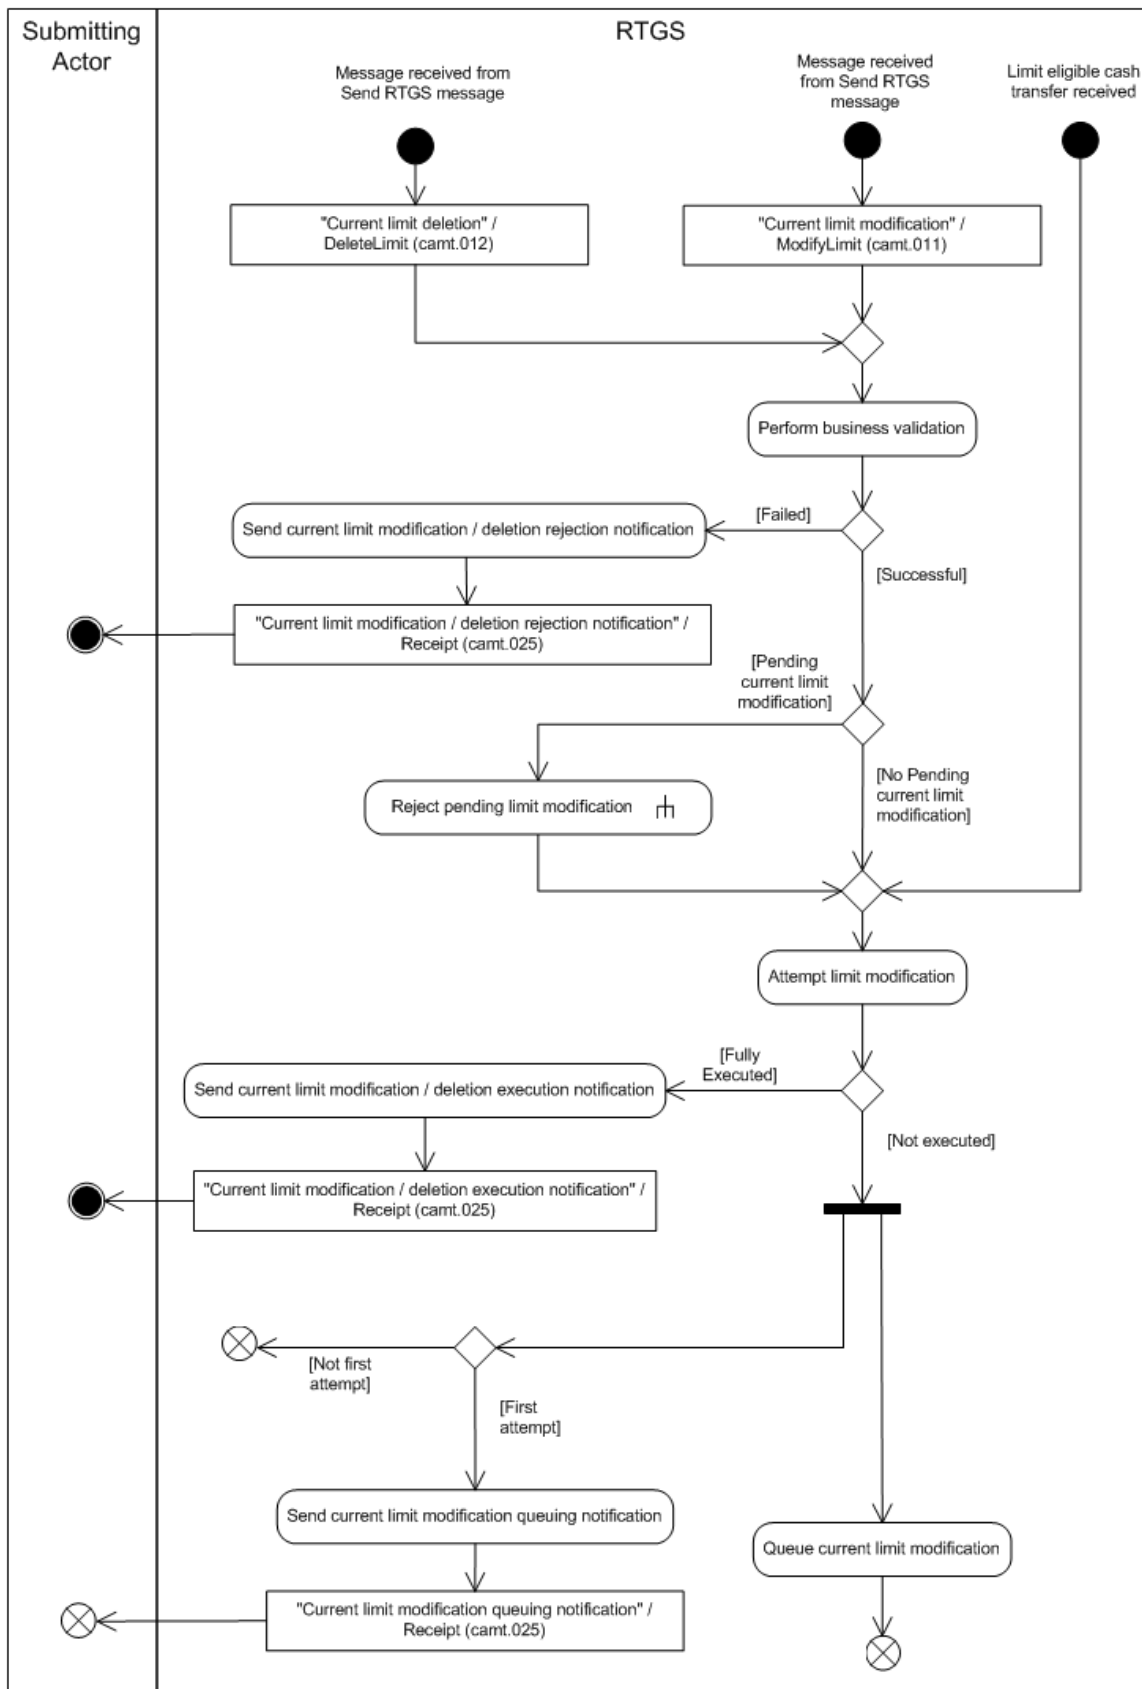 Submitting
Actor
RTGS
Message received from
Send RTGS message
Message received
from Send RTGS
message
Limit eligible cash
transfer received
"Current limit deletion" /
DeleteLimit (camt.012)
"Current limit modification" /
ModifyLimit (camt.011)
Perform business validation
Send current limit modification / deletion rejection notification
[Failed]
[Successful]
"Current limit modification / deletion rejection notification" /
Receipt (camt.025)
[Pending
current limit
modification]
[No Pending
current limit
modification]
Reject pending limit modification
Attempt limit modification
[Fully
Executed]
Send current limit modification / deletion execution notification
[Not executed]
"Current limit modification / deletion execution notification" /
Receipt (camt.025)
[Not first
attempt]
[First
attempt]
Send current limit modification queuing notification
Queue current limit modification
"Current limit modification queuing notification" /
Receipt (camt.025)